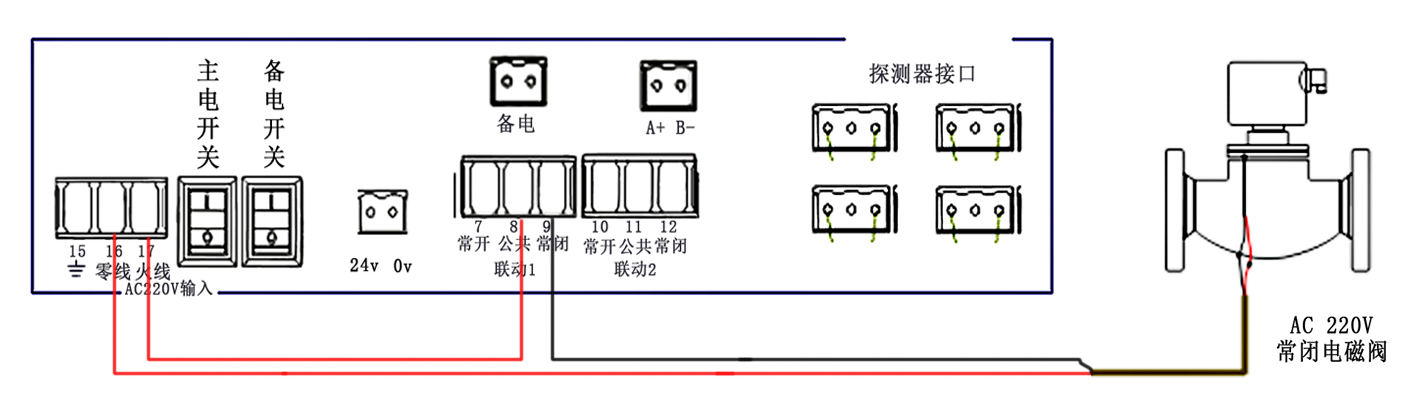 主电开关
备电开关
备电
A+ B-
探测器接口
15
16
17
零线
火线
AC220V输入
24v 0v
7 8 9
常开 公共 常闭
联动1
10 11 12
常开 公共 常闭
联动2
AC 220V
常闭电磁阀